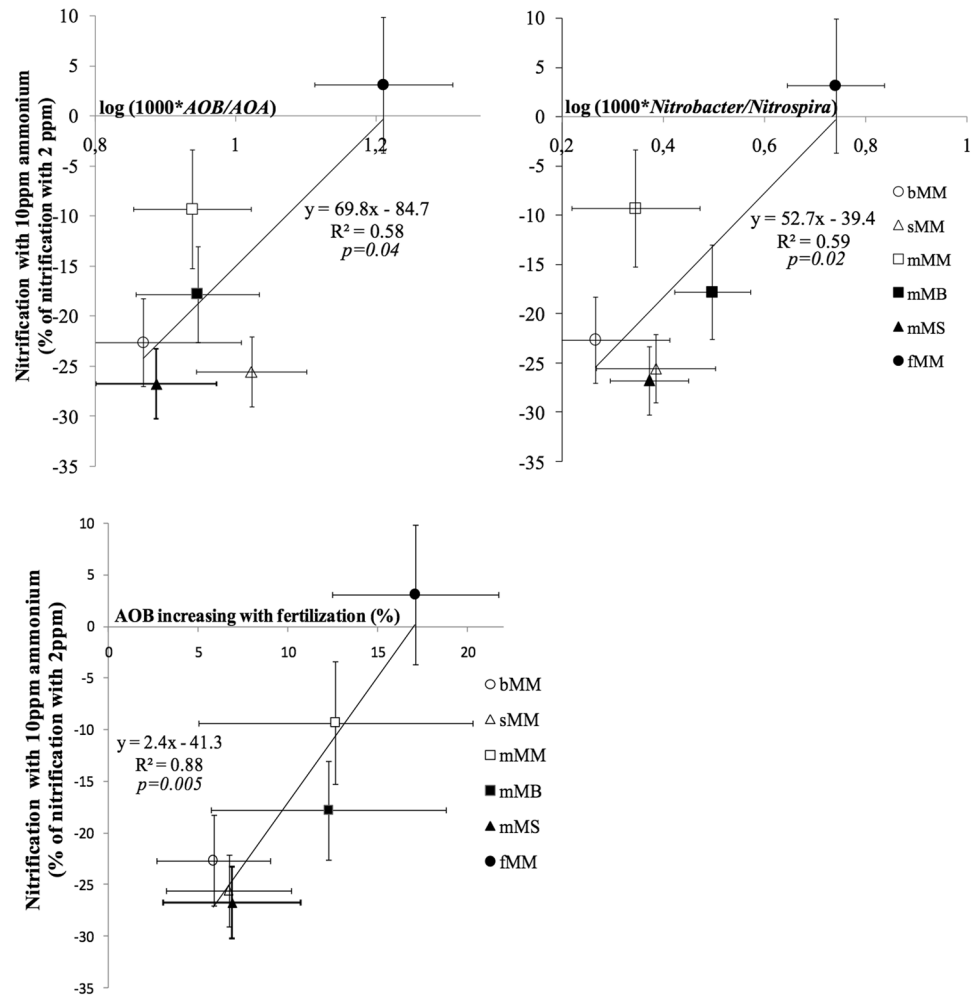 Nitrification with 10ppm ammonium
(% of nitrification with 2 ppm)
10
5
0
-5
-10
-15
-20
-25
-30
-35
log (1000*AOB/AOA)
0,8
1
1,2
y = 69.8x - 84.7
R² = 0.58
p=0.04
10
5
0
-5
-10
-15
-20
-25
-30
-35
log (1000*Nitrobacter/Nitrospira)
0,2
0,4
0,6
0,8
1
y = 52.7x - 39.4
R² = 0.59
p=0.02
bMM
sMM
mMM
mMB
mMS
fMM
Nitrification with 10ppm ammonium
(% of nitrification with 2ppm)
10
5
0
-5
-10
-15
-20
-25
-30
-35
AOB increasing with fertilization (%)
0
5
10
15
20
y = 2.4x - 41.3
R² = 0.88
p=0.005
bMM
sMM
mMM
mMB
mMS
fMM